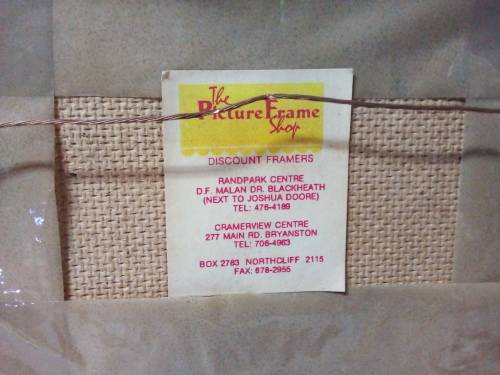 The
Picture Frame
Shop
DISCOUNT FRAMERS
RANDPARK CENTRE
D.F. MALAN DR. BLACKHEATH
(NEXT TO JOSHUA DOORE)
TEL: 476-4189
CRAMERVIEW CENTRE
277 MAIN RD. BRYANSTON
TEL: 706-4963
BOX 2783 NORTHCLIFF 2115
FAX: 678-2955